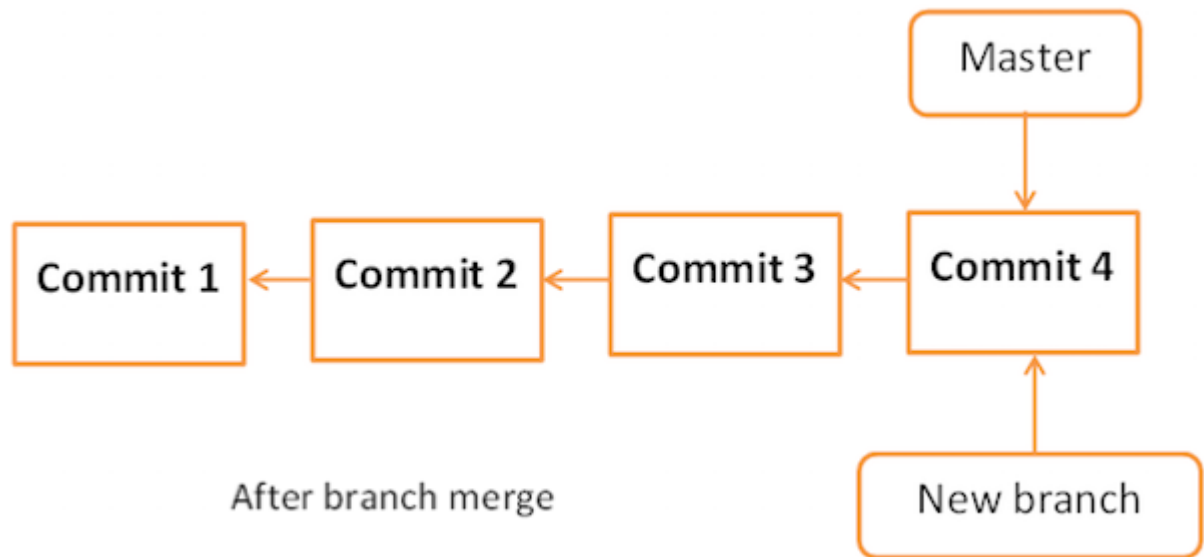 Master
Commit 1
Commit 2
Commit 3
Commit 4
After branch merge
New branch